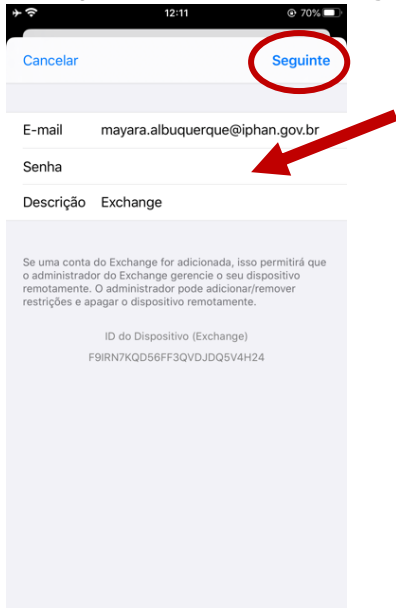 12:11
70%
Cancelar
Seguinte
E-mail mayara.albuquerque@iphan.gov.br
Senha
Descrição Exchange
Se uma conta do Exchange for adicionada, isso permitirá que
o administrador do Exchange gerencie o seu dispositivo
remotamente. O administrador pode adicionar/remover
restrições e apagar o dispositivo remotamente.
ID do Dispositivo (Exchange)
F9IRN7KQD56FF3QVDJDQ5V4H24